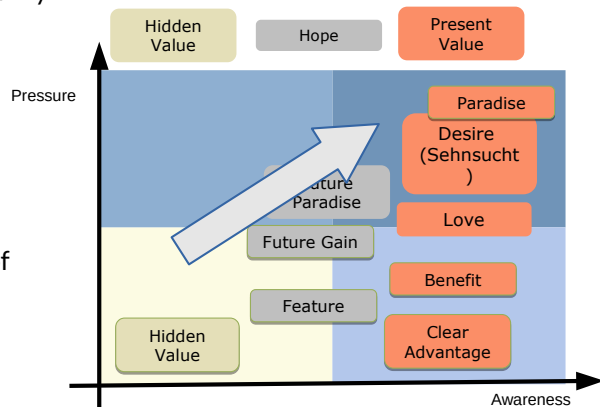 Hidden
Value
Hope
Present
Value
Pressure
Paradise
Desire
(Sehnsucht
)
Paradise
Love
Future Gain
f
Benefit
Feature
Hidden
Value
Clear
Advantage
Awareness